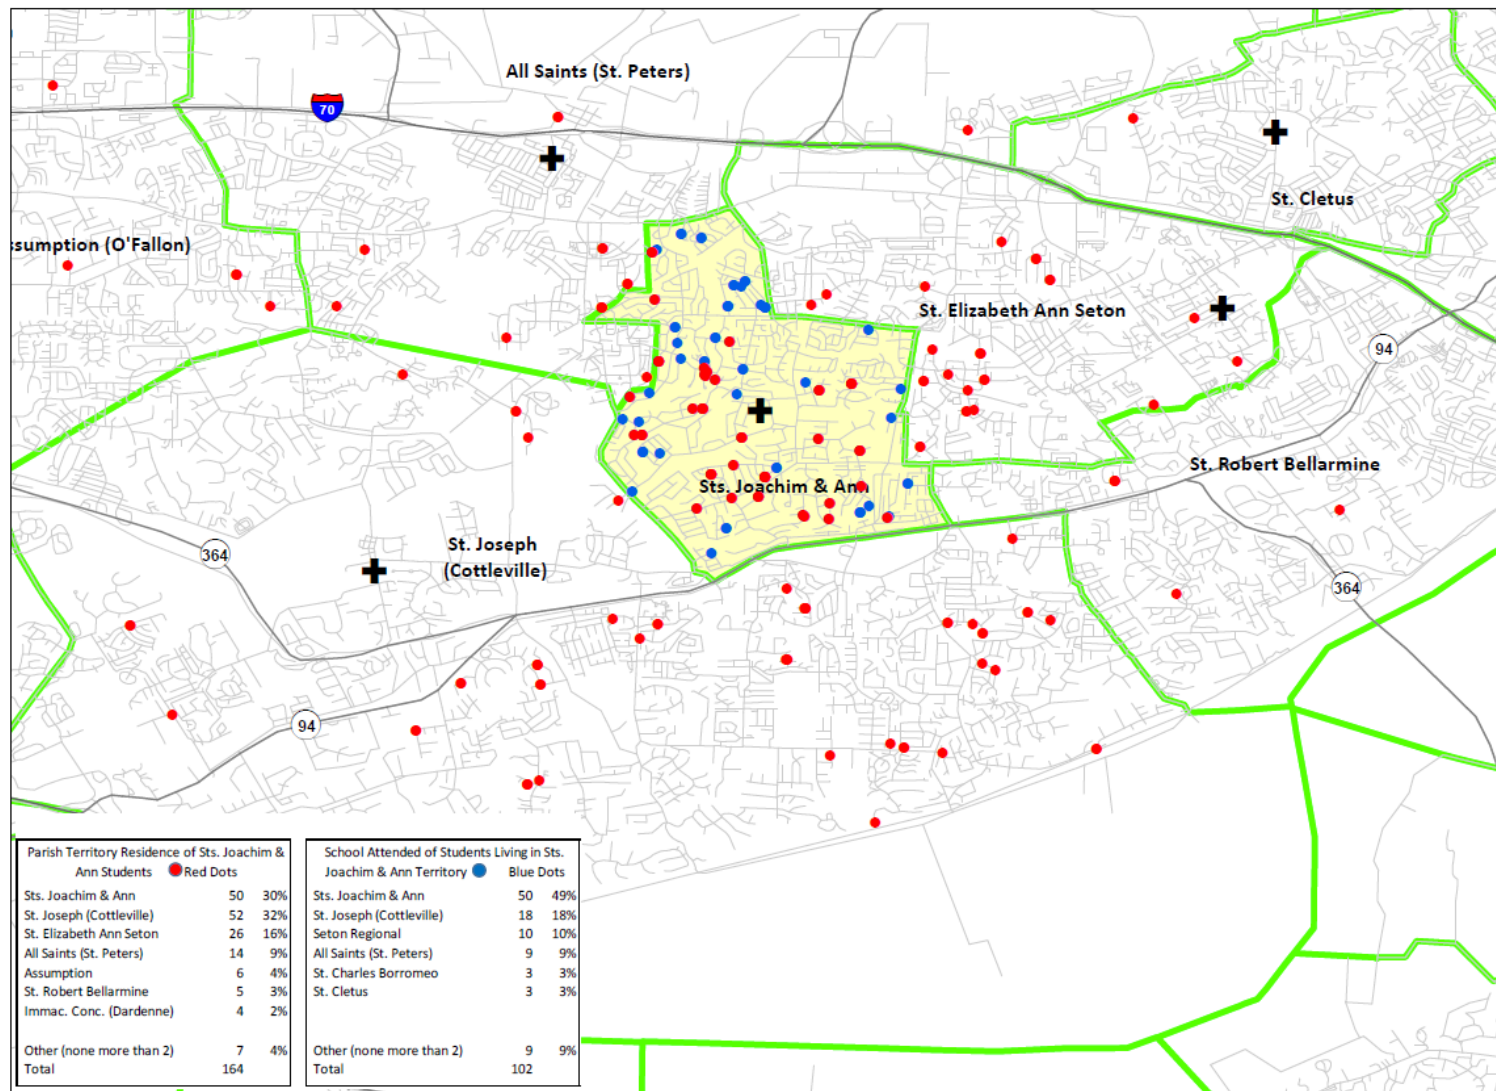 All Saints (St. Peters)
70
St. Cletus
ssumption (O'Fallon)
St. Elizabeth Ann Seton
94
St. Robert Bellarmine
Sts. Joachim & Ann
St. Joseph
(Cottleville)
364
364
94
Parish Territory Residence of Sts. Joachim &
Ann Students Red Dots
Sts. Joachim & Ann 50 30%
St. Joseph (Cottleville) 52 32%
St. Elizabeth Ann Seton 26 16%
All Saints (St. Peters) 14 9%
Assumption 6 4%
St. Robert Bellarmine 5 3%
Immac. Conc. (Dardenne) 4 2%
Other (none more than 2) 7 4%
Total 164
School Attended of Students Living in Sts.
Joachim & Ann Territory Blue Dots
Sts. Joachim & Ann 50 49%
St. Joseph (Cottleville) 18 18%
Seton Regional 10 10%
All Saints (St. Peters) 9 9%
St. Charles Borromeo 3 3%
St. Cletus 3 3%
Other (none more than 2) 9 9%
Total 102